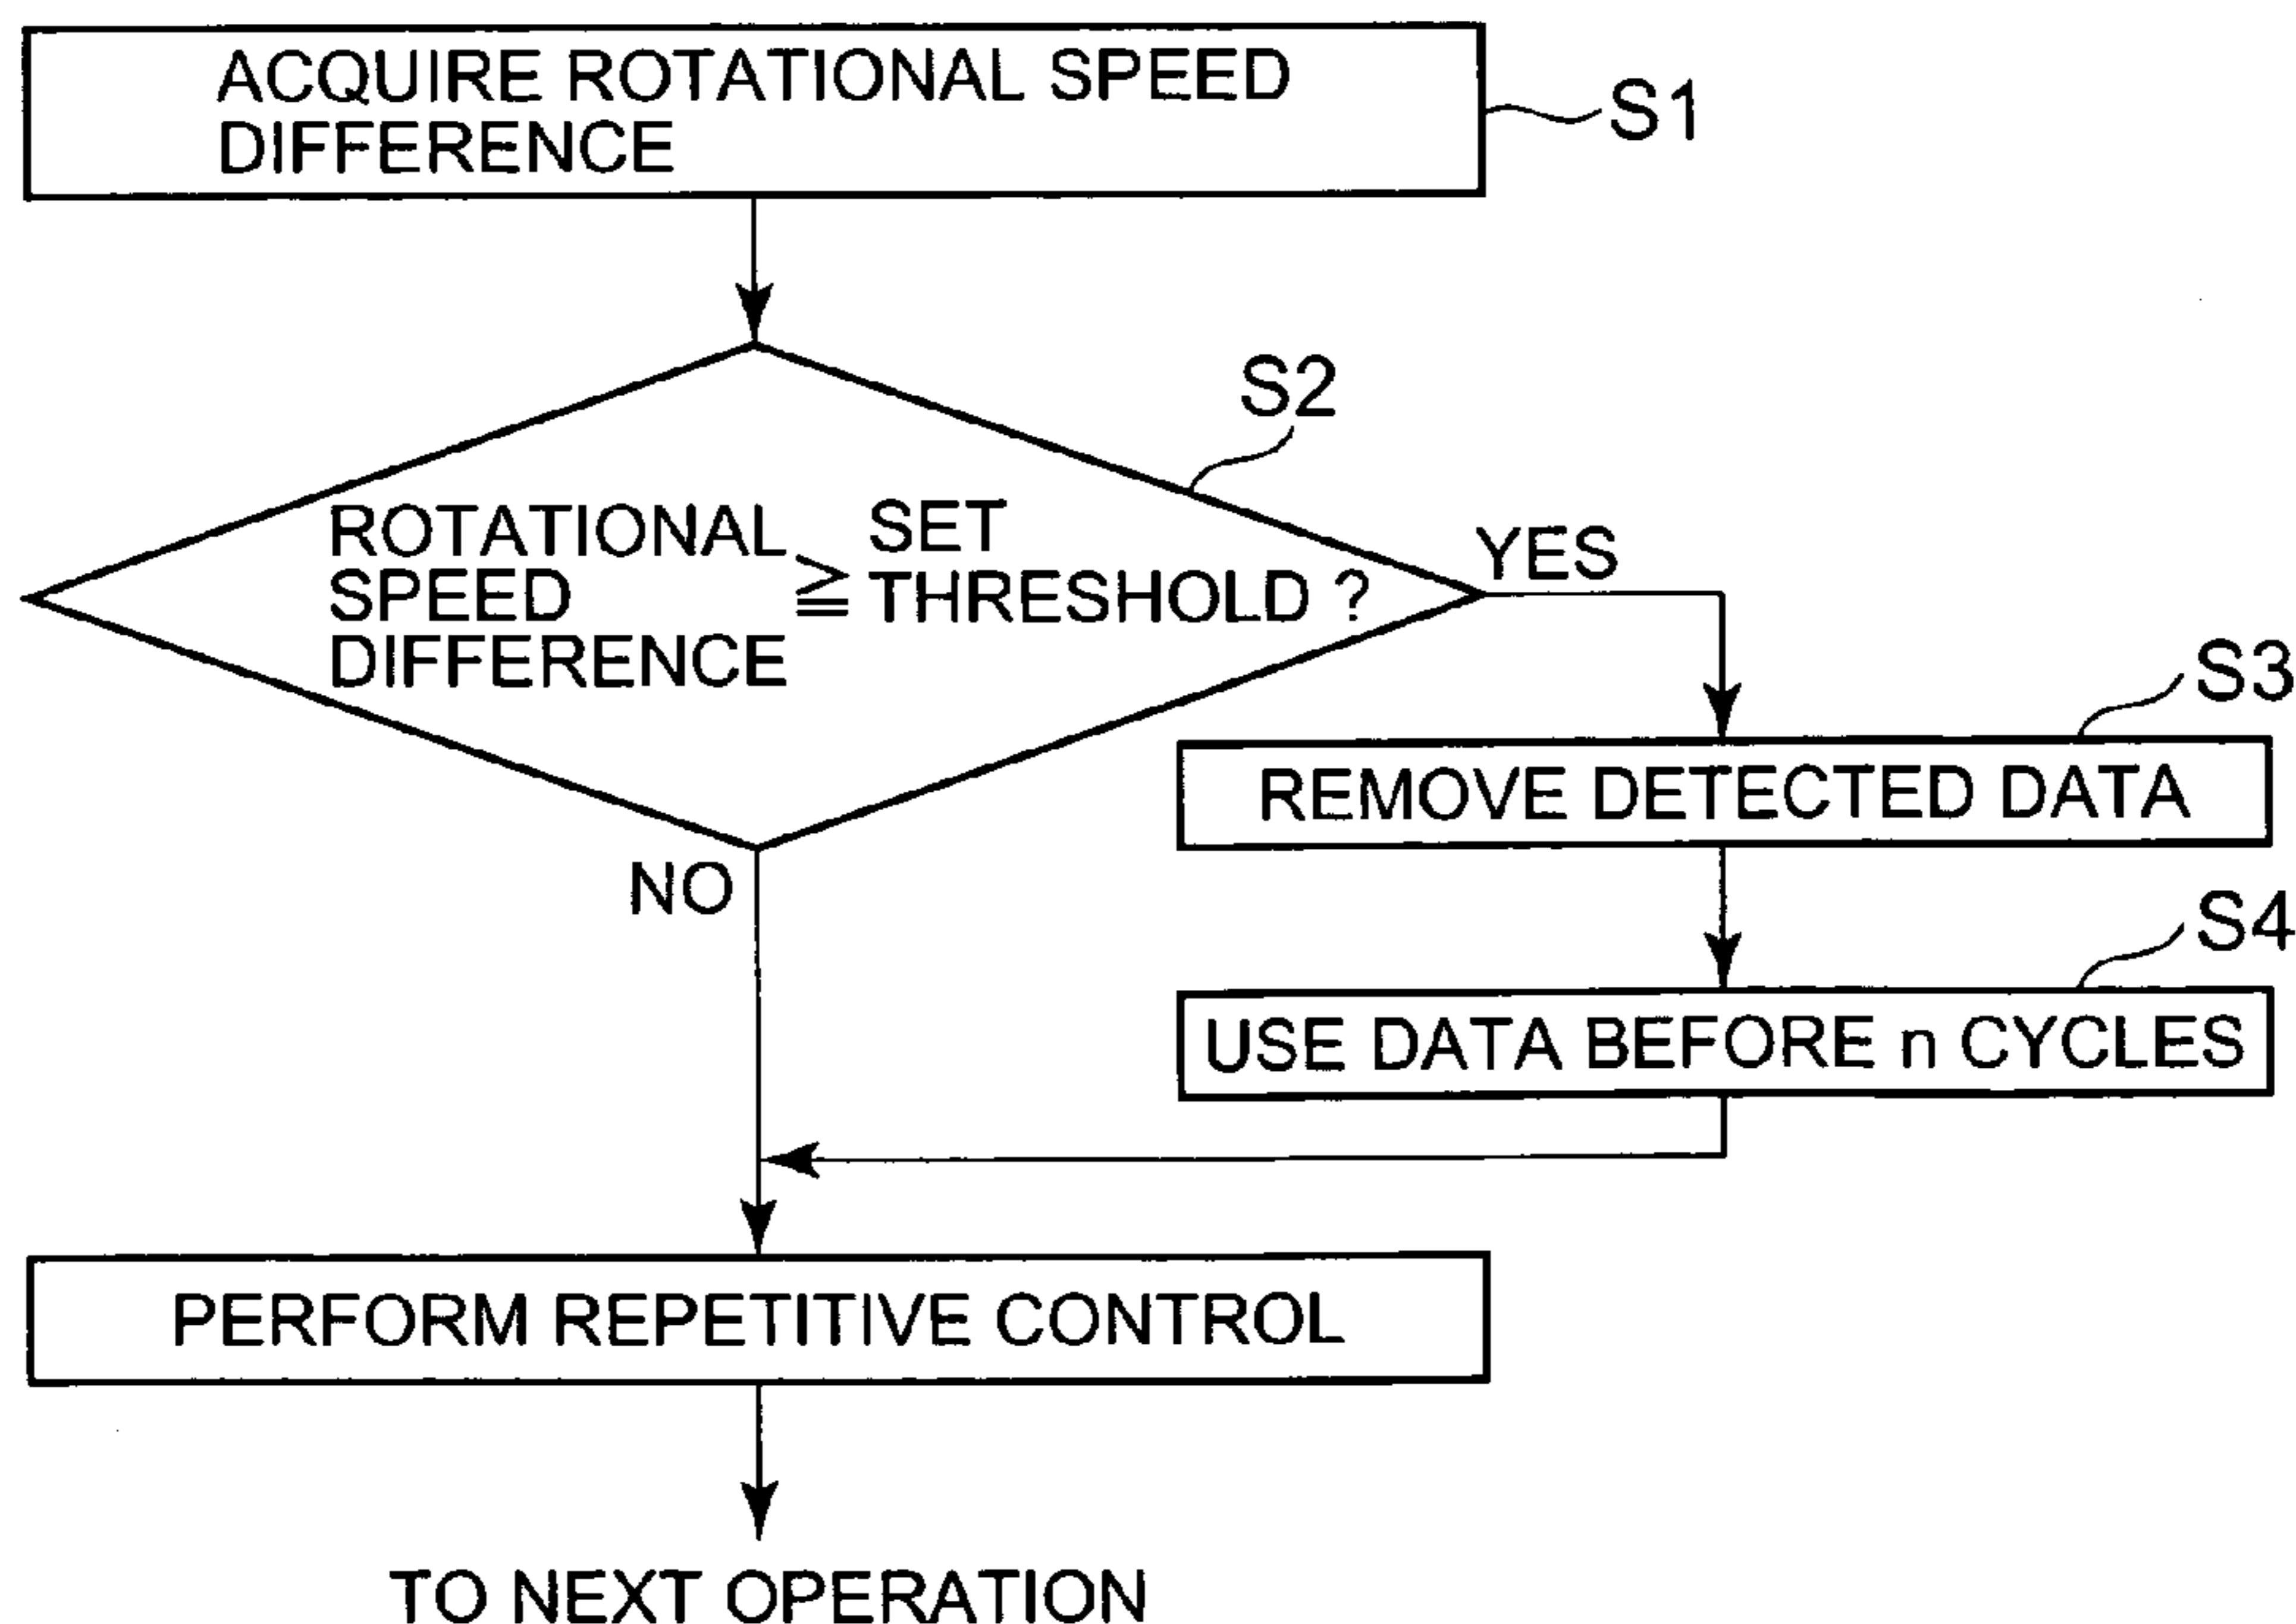 ACQUIRE ROTATIONAL SPEED
DIFFERENCE
S1
S2
ROTATIONAL
SPEED
DIFFERENCE
≧
SET
THRESHOLD ?
YES
S3
REMOVE DETECTED DATA
NO
S4
USE DATA BEFORE n CYCLES
PERFORM REPETITIVE CONTROL
TO NEXT OPERATION